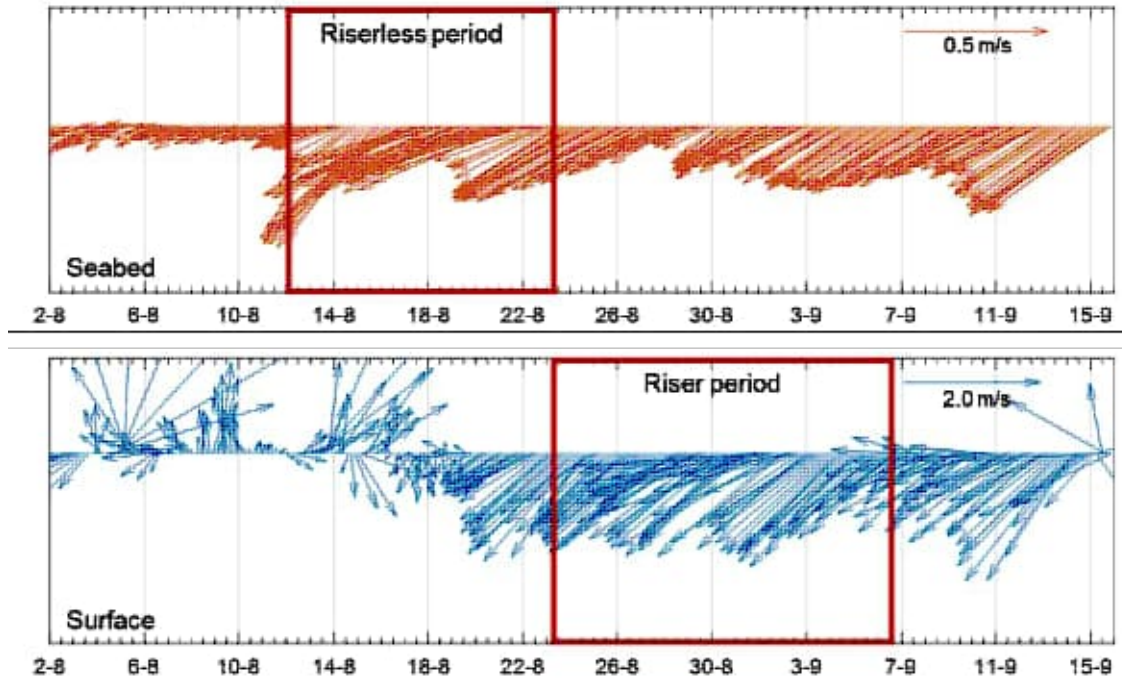 Riserless period
0.5 m/s
Seabed
2-8 6-8 10-8 14-8 18-8 22-8 26-8 30-8 3-9 7-9 11-9 15-9
Riser period
2.0 m/s
Surface
2-8 6-8 10-8 14-8 18-8 22-8 26-8 30-8 3-9 7-9 11-9 15-9